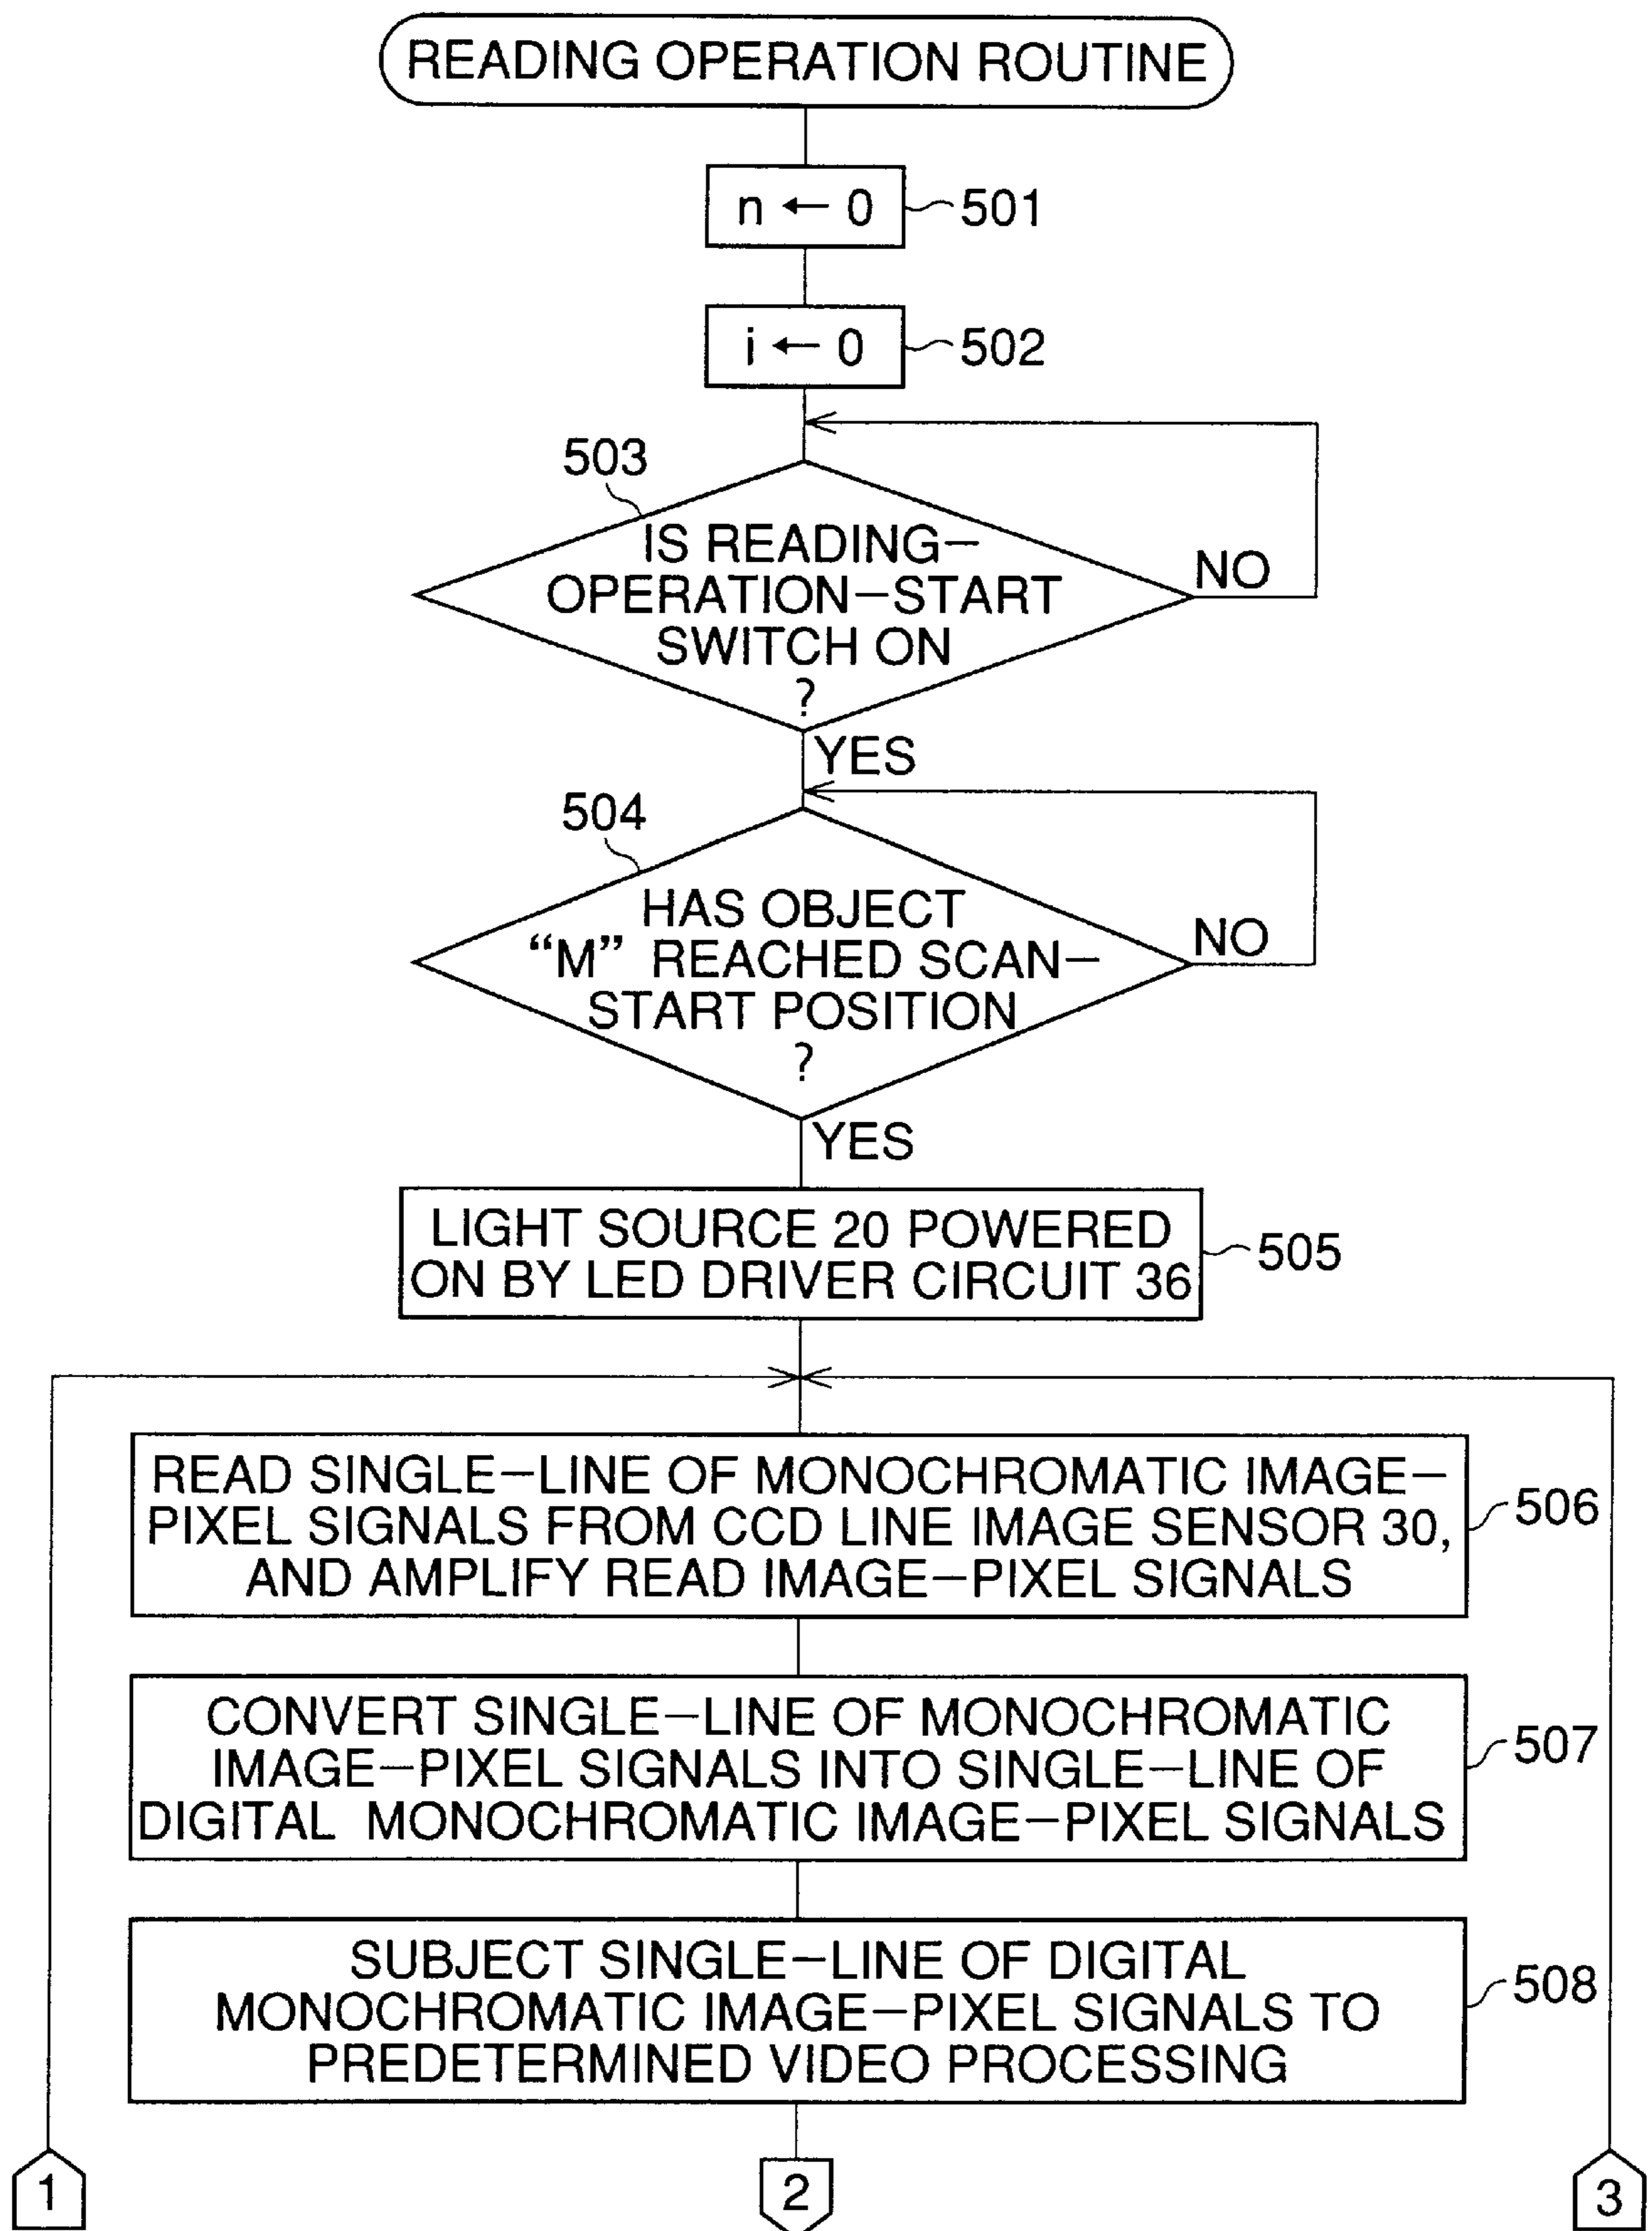 READING OPERATION ROUTINE
n ← 0
501
i ← 0
502
503
IS READING—
OPERATION—START
SWITCH ON
?
NO
YES
504
HAS OBJECT
“M” REACHED SCAN—
START POSITION
?
NO
YES
LIGHT SOURCE 20 POWERED
ON BY LED DRIVER CIRCUIT 36
505
READ SINGLE—LINE OF MONOCHROMATIC IMAGE—
PIXEL SIGNALS FROM CCD LINE IMAGE SENSOR 30,
AND AMPLIFY READ IMAGE—PIXEL SIGNALS
506
CONVERT SINGLE—LINE OF MONOCHROMATIC
IMAGE—PIXEL SIGNALS INTO SINGLE—LINE OF
DIGITAL MONOCHROMATIC IMAGE—PIXEL SIGNALS
507
SUBJECT SINGLE—LINE OF DIGITAL
MONOCHROMATIC IMAGE—PIXEL SIGNALS TO
PREDETERMINED VIDEO PROCESSING
508
1
2
3